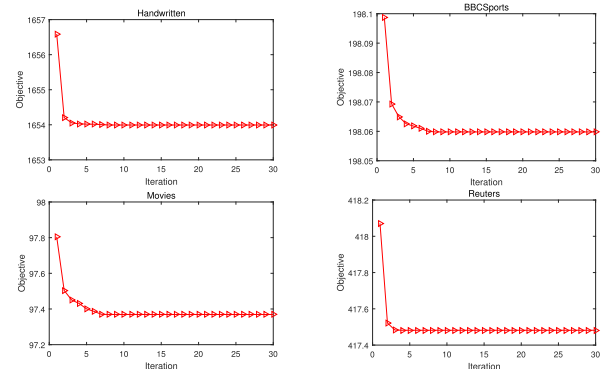 Handwritten
1657
1656
1655
1654
1653
Objective
0 5 10 15 20 25 30
Iteration
BBCSports
198.1
198.09
198.08
198.07
198.06
198.05
Objective
0 5 10 15 20 25 30
Iteration
Movies
98
97.8
97.6
97.4
97.2
Objective
0 5 10 15 20 25 30
Iteration
Reuters
418.2
418
417.8
417.6
417.4
Objective
0 5 10 15 20 25 30
Iteration